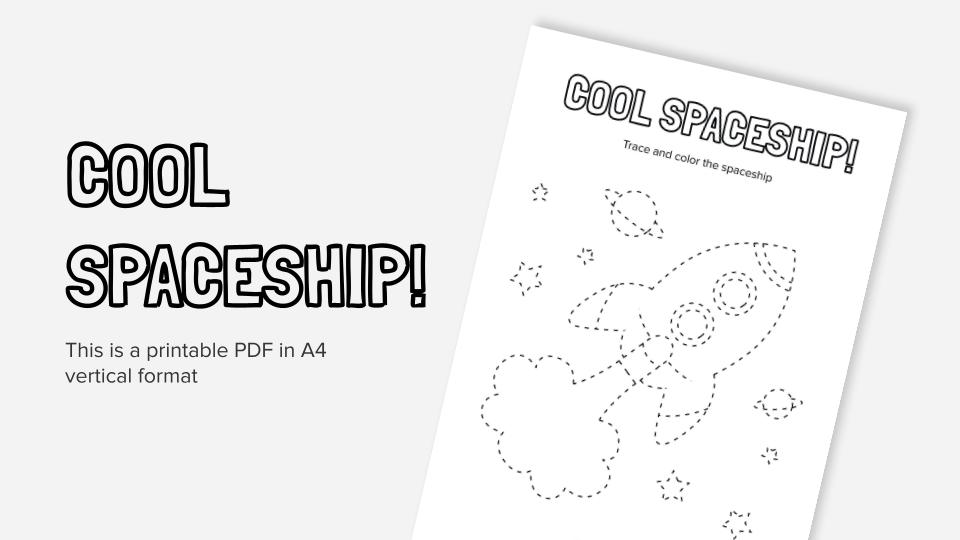 COOL
SPACESHIP!
This is a printable PDF in A4
vertical format
COOL SPACESHIP!
Trace and color the spaceship